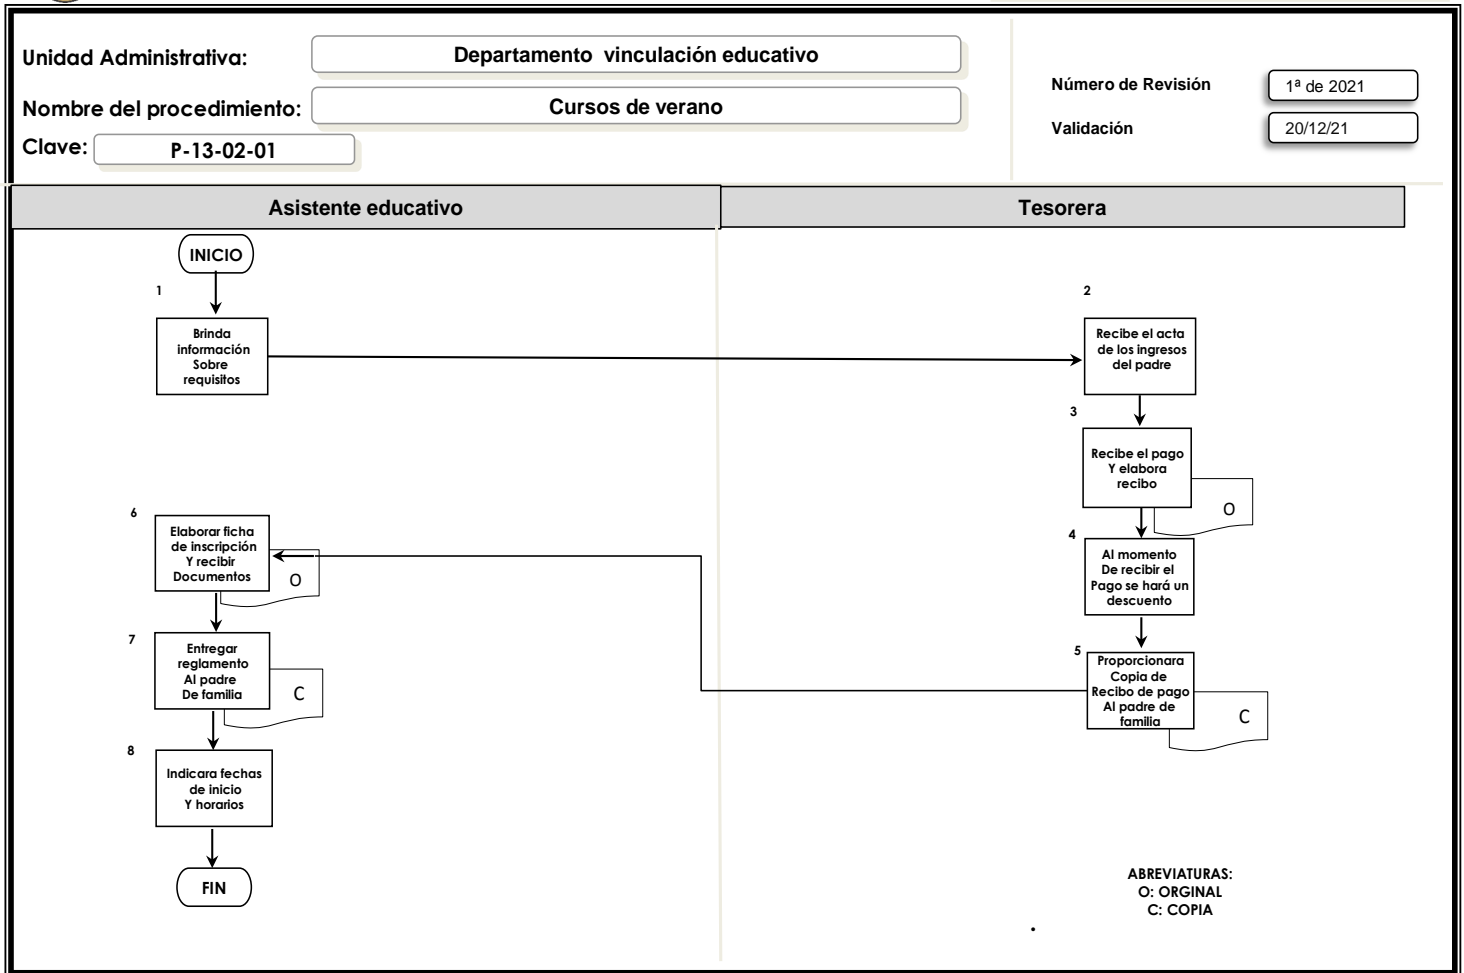 Unidad Administrativa:
Departamento vinculación educativo
Nombre del procedimiento:
Cursos de verano
Clave:
P-13-02-01
Número de Revisión
1ª de 2021
Validación
20/12/21
Asistente educativo
Tesorera
INICIO
1
Brinda
información
Sobre
requisitos
2
Recibe el acta
de los ingresos
del padre
3
Recibe el pago
Y elabora
recibo
O
4
Al momento
De recibir el
Pago se hará un
descuento
5
Proporcionara
Copia de
Recibo de pago
Al padre de
familia
C
6
Elaborar ficha
de inscripción
Y recibir
Documentos
O
7
Entregar
reglamento
Al padre
De familia
C
8
Indicara fechas
de inicio
Y horarios
FIN
ABREVIATURAS:
O: ORGINAL
C: COPIA
.